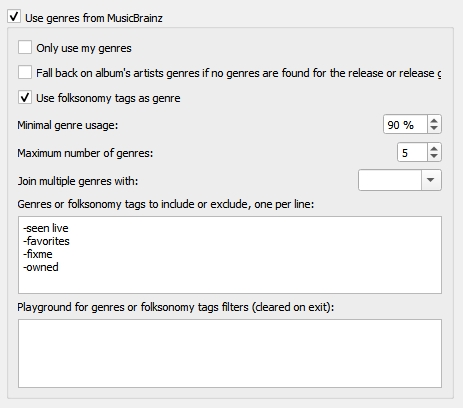 Use genres from MusicBrainz
Only use my genres
Fall back on album's artists genres if no genres are found for the release or release g
Use folksonomy tags as genre
Minimal genre usage: 90 %
Maximum number of genres: 5
Join multiple genres with:
Genres or folksonomy tags to include or exclude, one per line:
-seen live
-favorites
-fixme
-owned
Playground for genres or folksonomy tags filters (cleared on exit):